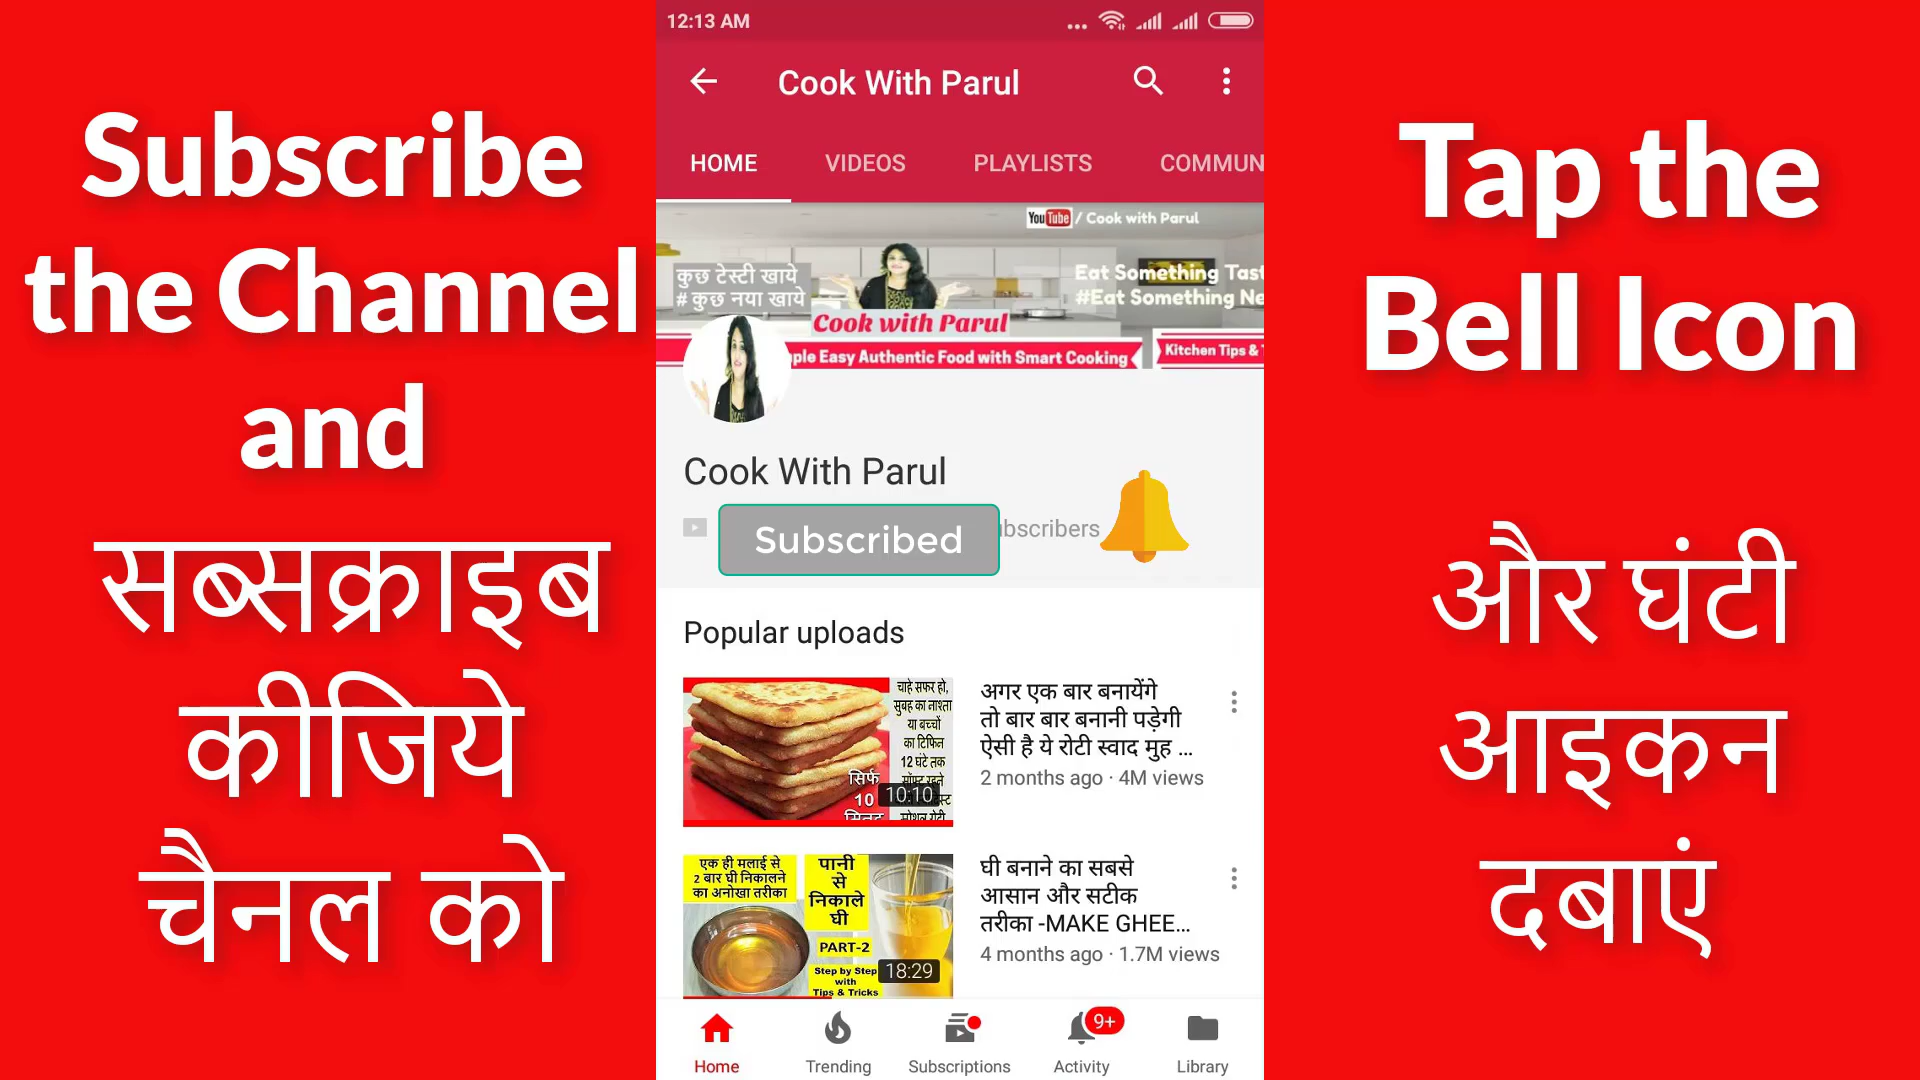 Subscribe
the Channel
and
सब्सक्राइब
कीजिये
चैनल को
12:13 AM
Cook With Parul
HOME VIDEOS PLAYLISTS COMMUN
YouTube / Cook with Parul
कुछ टेस्टी खाये
# कुछ नया खाये
Eat Something Tast
#Eat Something Ne
Cook with Parul
ple Easy Authentic Food with Smart Cooking
Kitchen Tips &
Cook With Parul
Subscribed
ubscribers
Popular uploads
चाहे सफर हो,
सुबह का नाश्ता
या बच्चों
का टिफिन
12 घंटे तक
सिर्फ
10
मिनट
10:10
अगर एक बार बनायेंगे
तो बार बार बनानी पड़ेगी
ऐसी है ये रोटी स्वाद मुह ...
2 months ago · 4M views
एक ही मलाई से
2 बार घी निकालने
का अनोखा तरीका
पानी
से
निकाले
घी
PART-2
Step by Step
with
Tips & Tricks
18:29
घी बनाने का सबसे
आसान और सटीक
तरीका -MAKE GHEE...
4 months ago · 1.7M views
9+
Home Trending Subscriptions Activity Library
Tap the
Bell Icon
और घंटी
आइकन
दबाएं